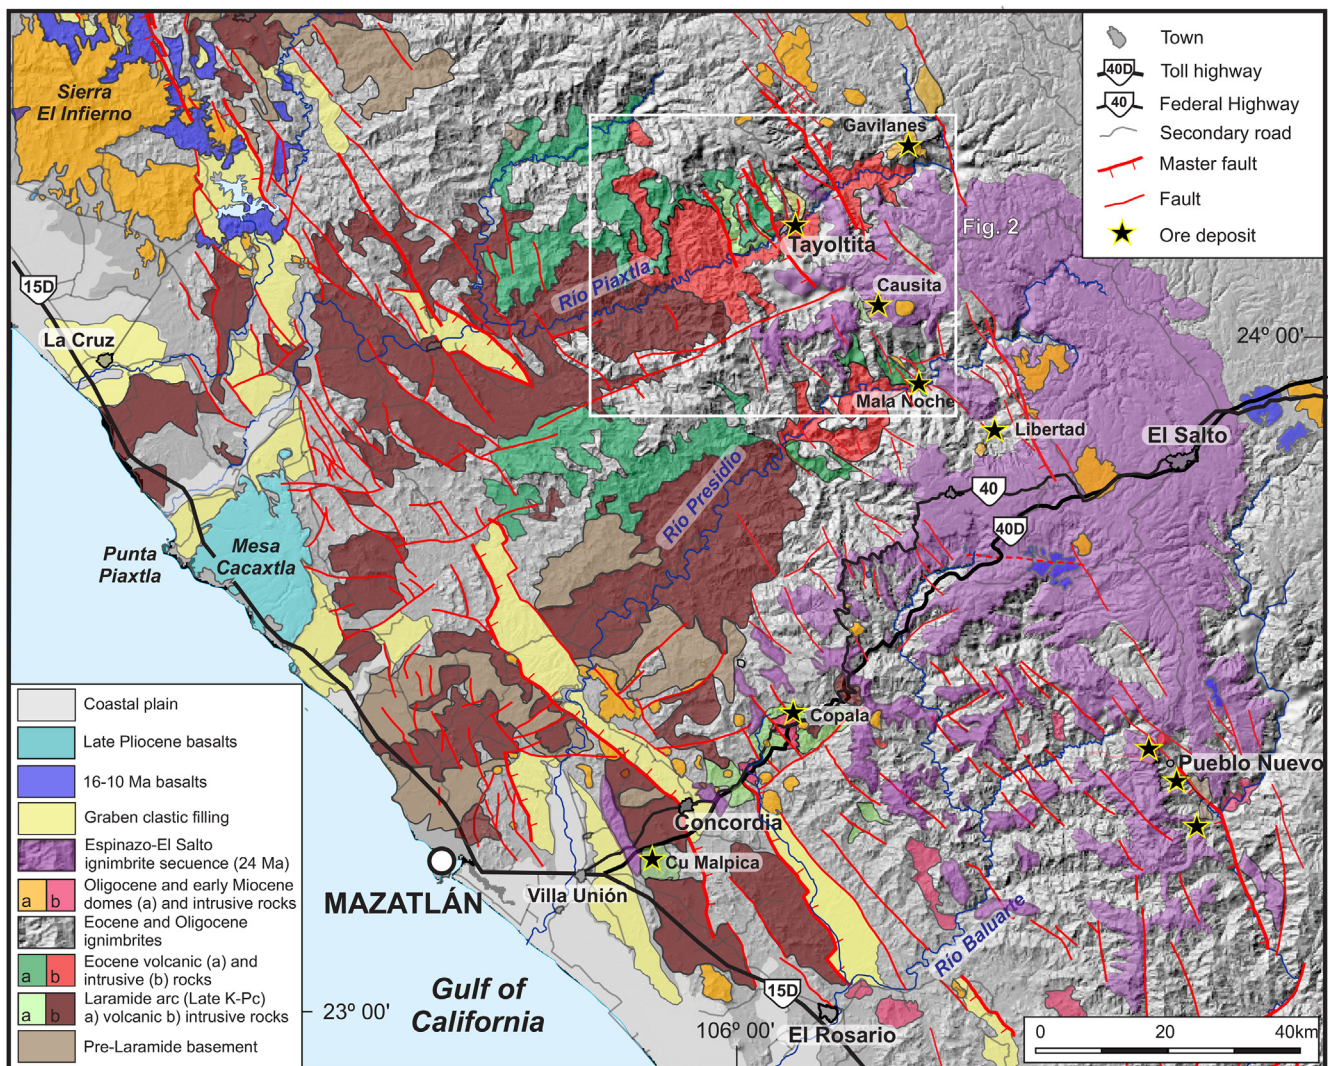 Sierra
El Infierno
Gavilanes
Town
40D
Toll highway
40
Federal Highway
Secondary road
Master fault
Fault
Ore deposit
Fig. 2
Tayoltita
Río Piaxtla
Causita
15D
La Cruz
24º 00'
Mala Noche
Libertad
El Salto
Río Presidio
40
40D
Punta
Piaxtla
Mesa
Cacaxtla
Copala
Pueblo Nuevo
Concordia
Cu Malpica
MAZATLÁN
Villa Unión
Río Baluarte
15D
Gulf of
California
23º 00'
106º 00'
El Rosario
0 20 40km
Coastal plain
Late Pliocene basalts
16-10 Ma basalts
Graben clastic filling
Espinazo-El Salto
ignimbrite secuence (24 Ma)
a b
Oligocene and early Miocene
domes (a) and intrusive rocks
Eocene and Oligocene
ignimbrites
a b
Eocene volcanic (a) and
intrusive (b) rocks
a b
Laramide arc (Late K-Pc)
a) volcanic b) intrusive rocks
Pre-Laramide basement